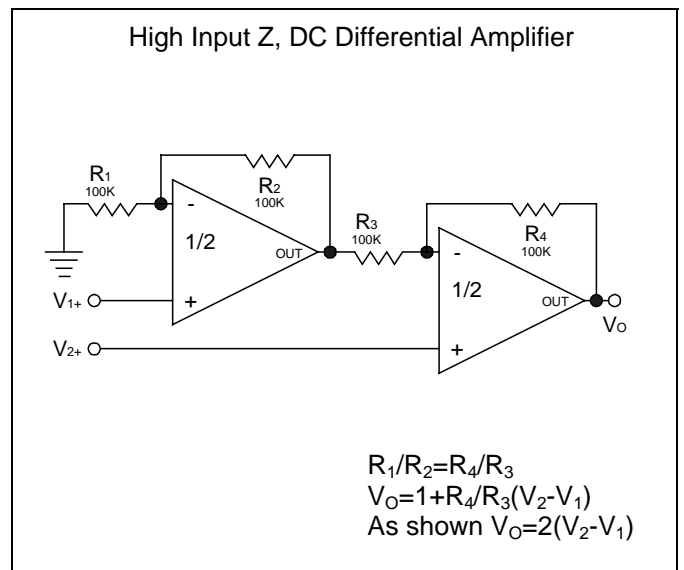 High Input Z, DC Differential Amplifier
R1
100K
R2
100K
-
1/2
OUT
+
V1+
V2+
R3
100K
R4
100K
-
1/2
OUT
+
VO
R1/R2=R4/R3
VO=1+R4/R3(V2-V1)
As shown VO=2(V2-V1)